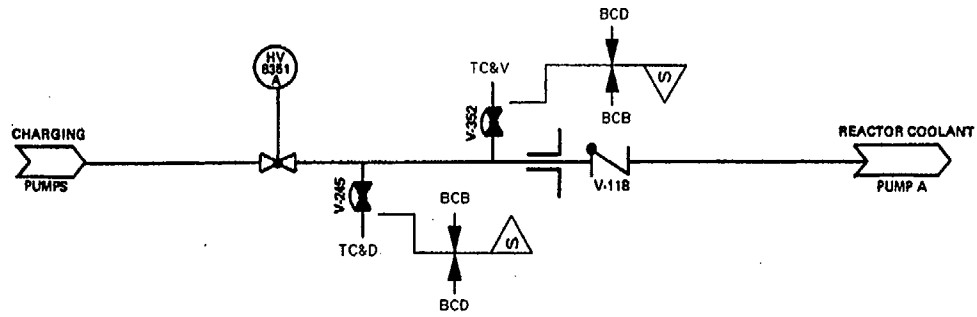 BCD
HV
8351
A
TC&V
S
V-352
BCB
CHARGING
PUMPS
REACTOR COOLANT
PUMP A
V-118
V-245
BCB
S
TC&D
BCD